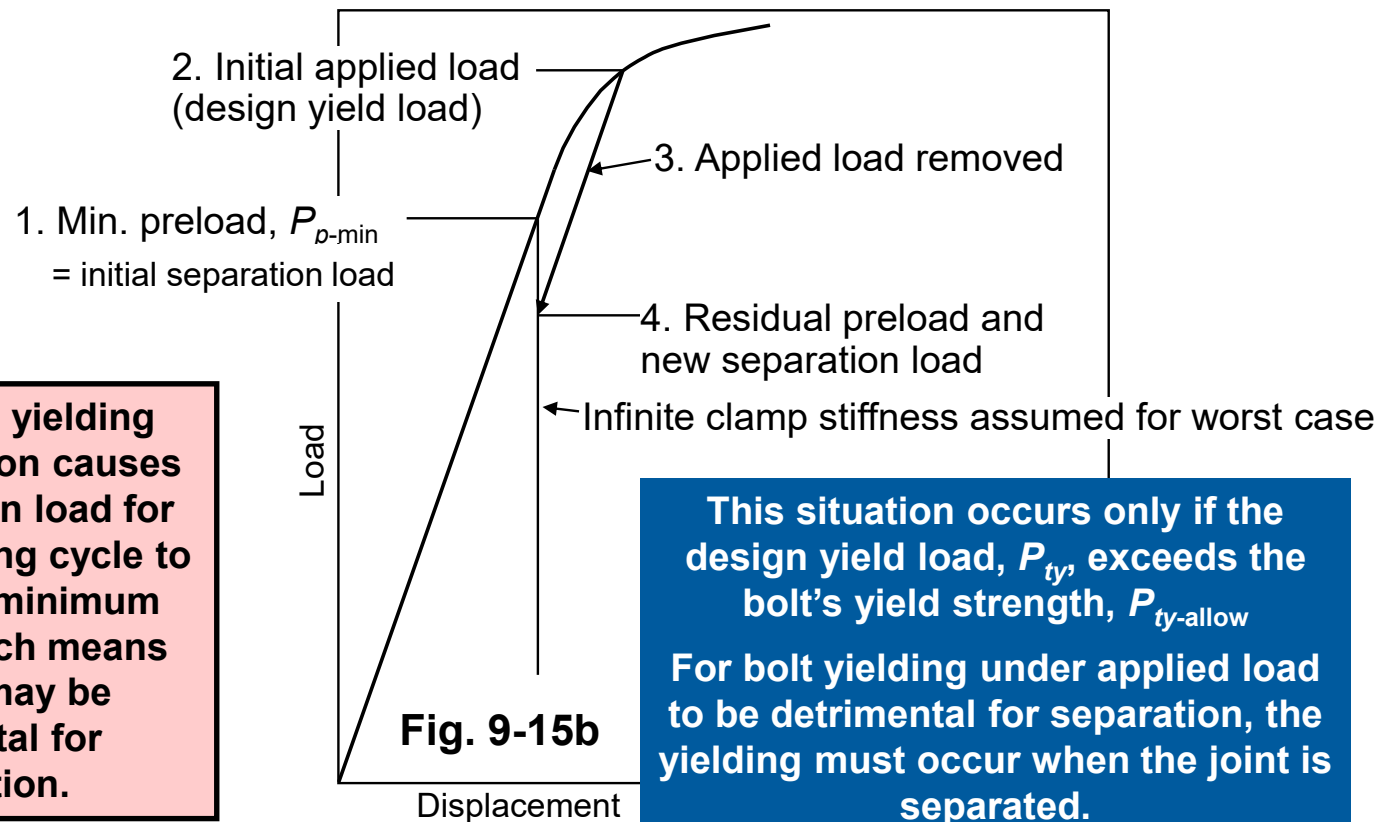 2. Initial applied load
(design yield load)
3. Applied load removed
1. Min. preload, Pp-min
= initial separation load
4. Residual preload and
new separation load
Infinite clamp stiffness assumed for worst case
Load
yielding
on causes
n load for
ng cycle to
minimum
ch means
may be
tal for
tion.
This situation occurs only if the
design yield load, Pty, exceeds the
bolt's yield strength, Pty-allow
For bolt yielding under applied load
to be detrimental for separation, the
yielding must occur when the joint is
separated.
Fig. 9-15b
Displacement